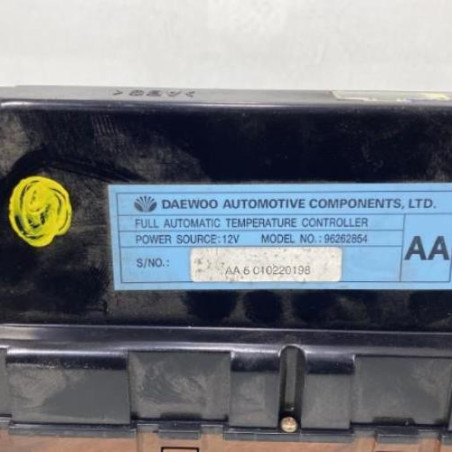 DAEWOO AUTOMOTIVE COMPONENTS, LTD.
FULL AUTOMATIC TEMPERATURE CONTROLLER
POWER SOURCE:12V MODEL NO.:96262854
AA
S/NO.: AA 6 010220198
>ABS<